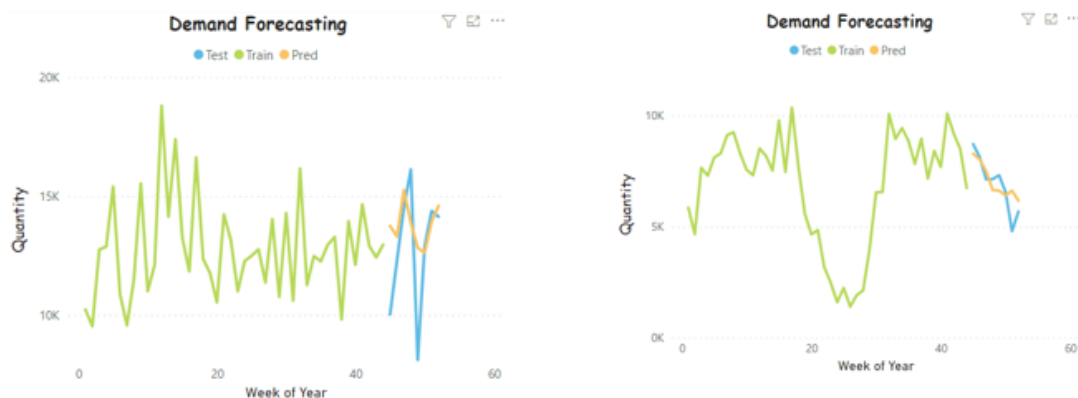 Demand Forecasting
Test Train Pred
20K
15K
10K
Quantity
0 20 40 60
Week of Year
Demand Forecasting
Test Train Pred
10K
5K
0K
Quantity
0 20 40 60
Week of Year